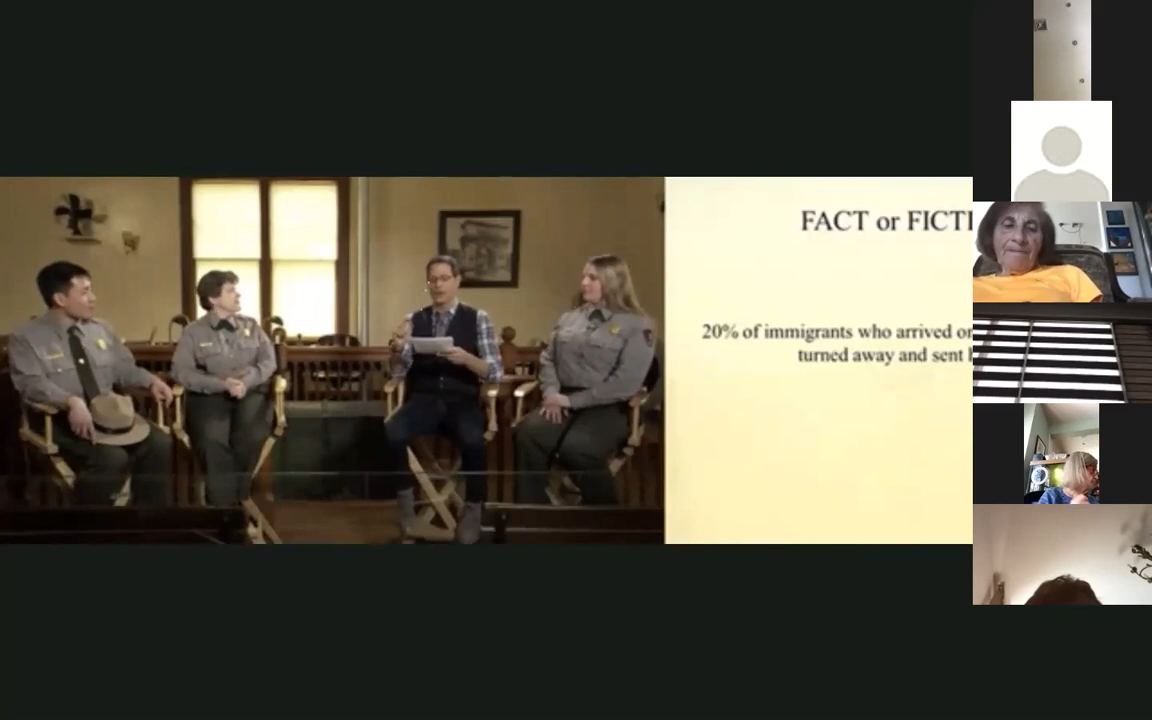 FACT or FICTI
20% of immigrants who arrived or
turned away and sent